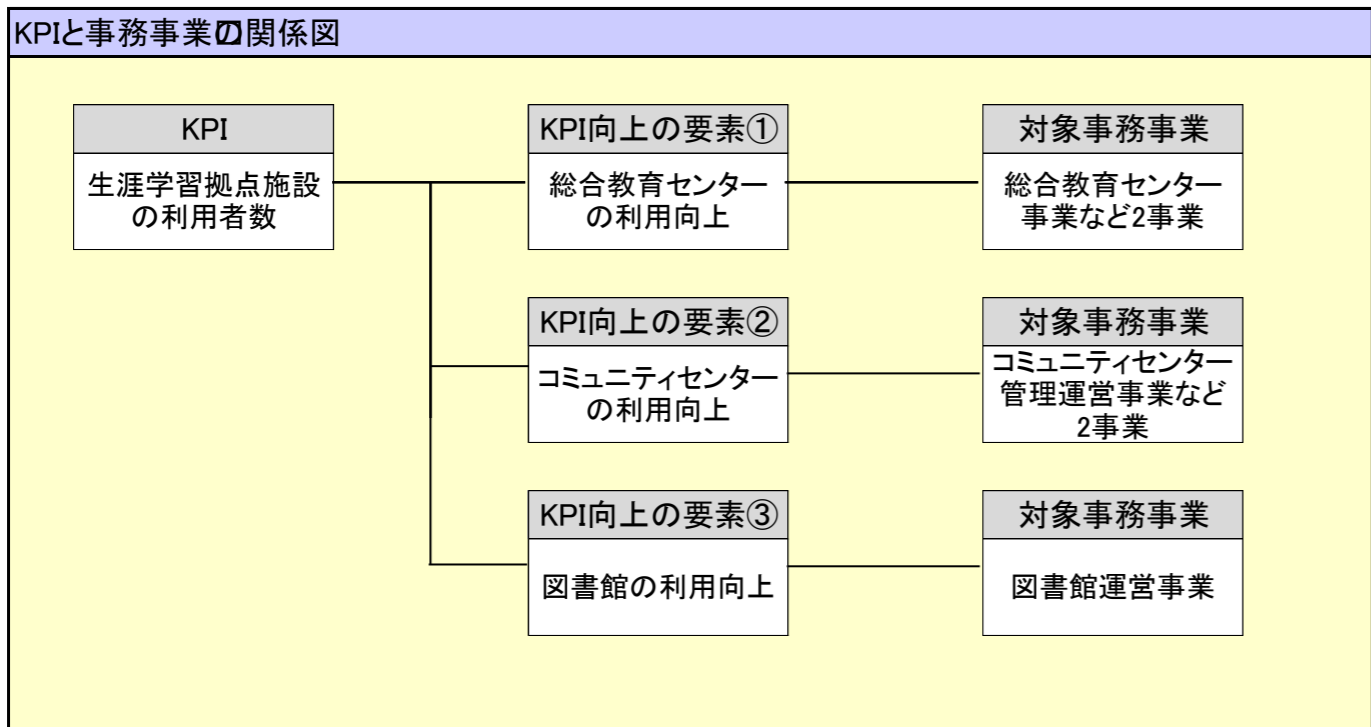 KPIと事務事業の関係図
KPI
生涯学習拠点施設
の利用者数
KPI向上の要素①
総合教育センター
の利用向上
対象事務事業
総合教育センター
事業など2事業
KPI向上の要素②
コミュニティセンター
の利用向上
対象事務事業
コミュニティセンター
管理運営事業など
2事業
KPI向上の要素③
図書館の利用向上
対象事務事業
図書館運営事業